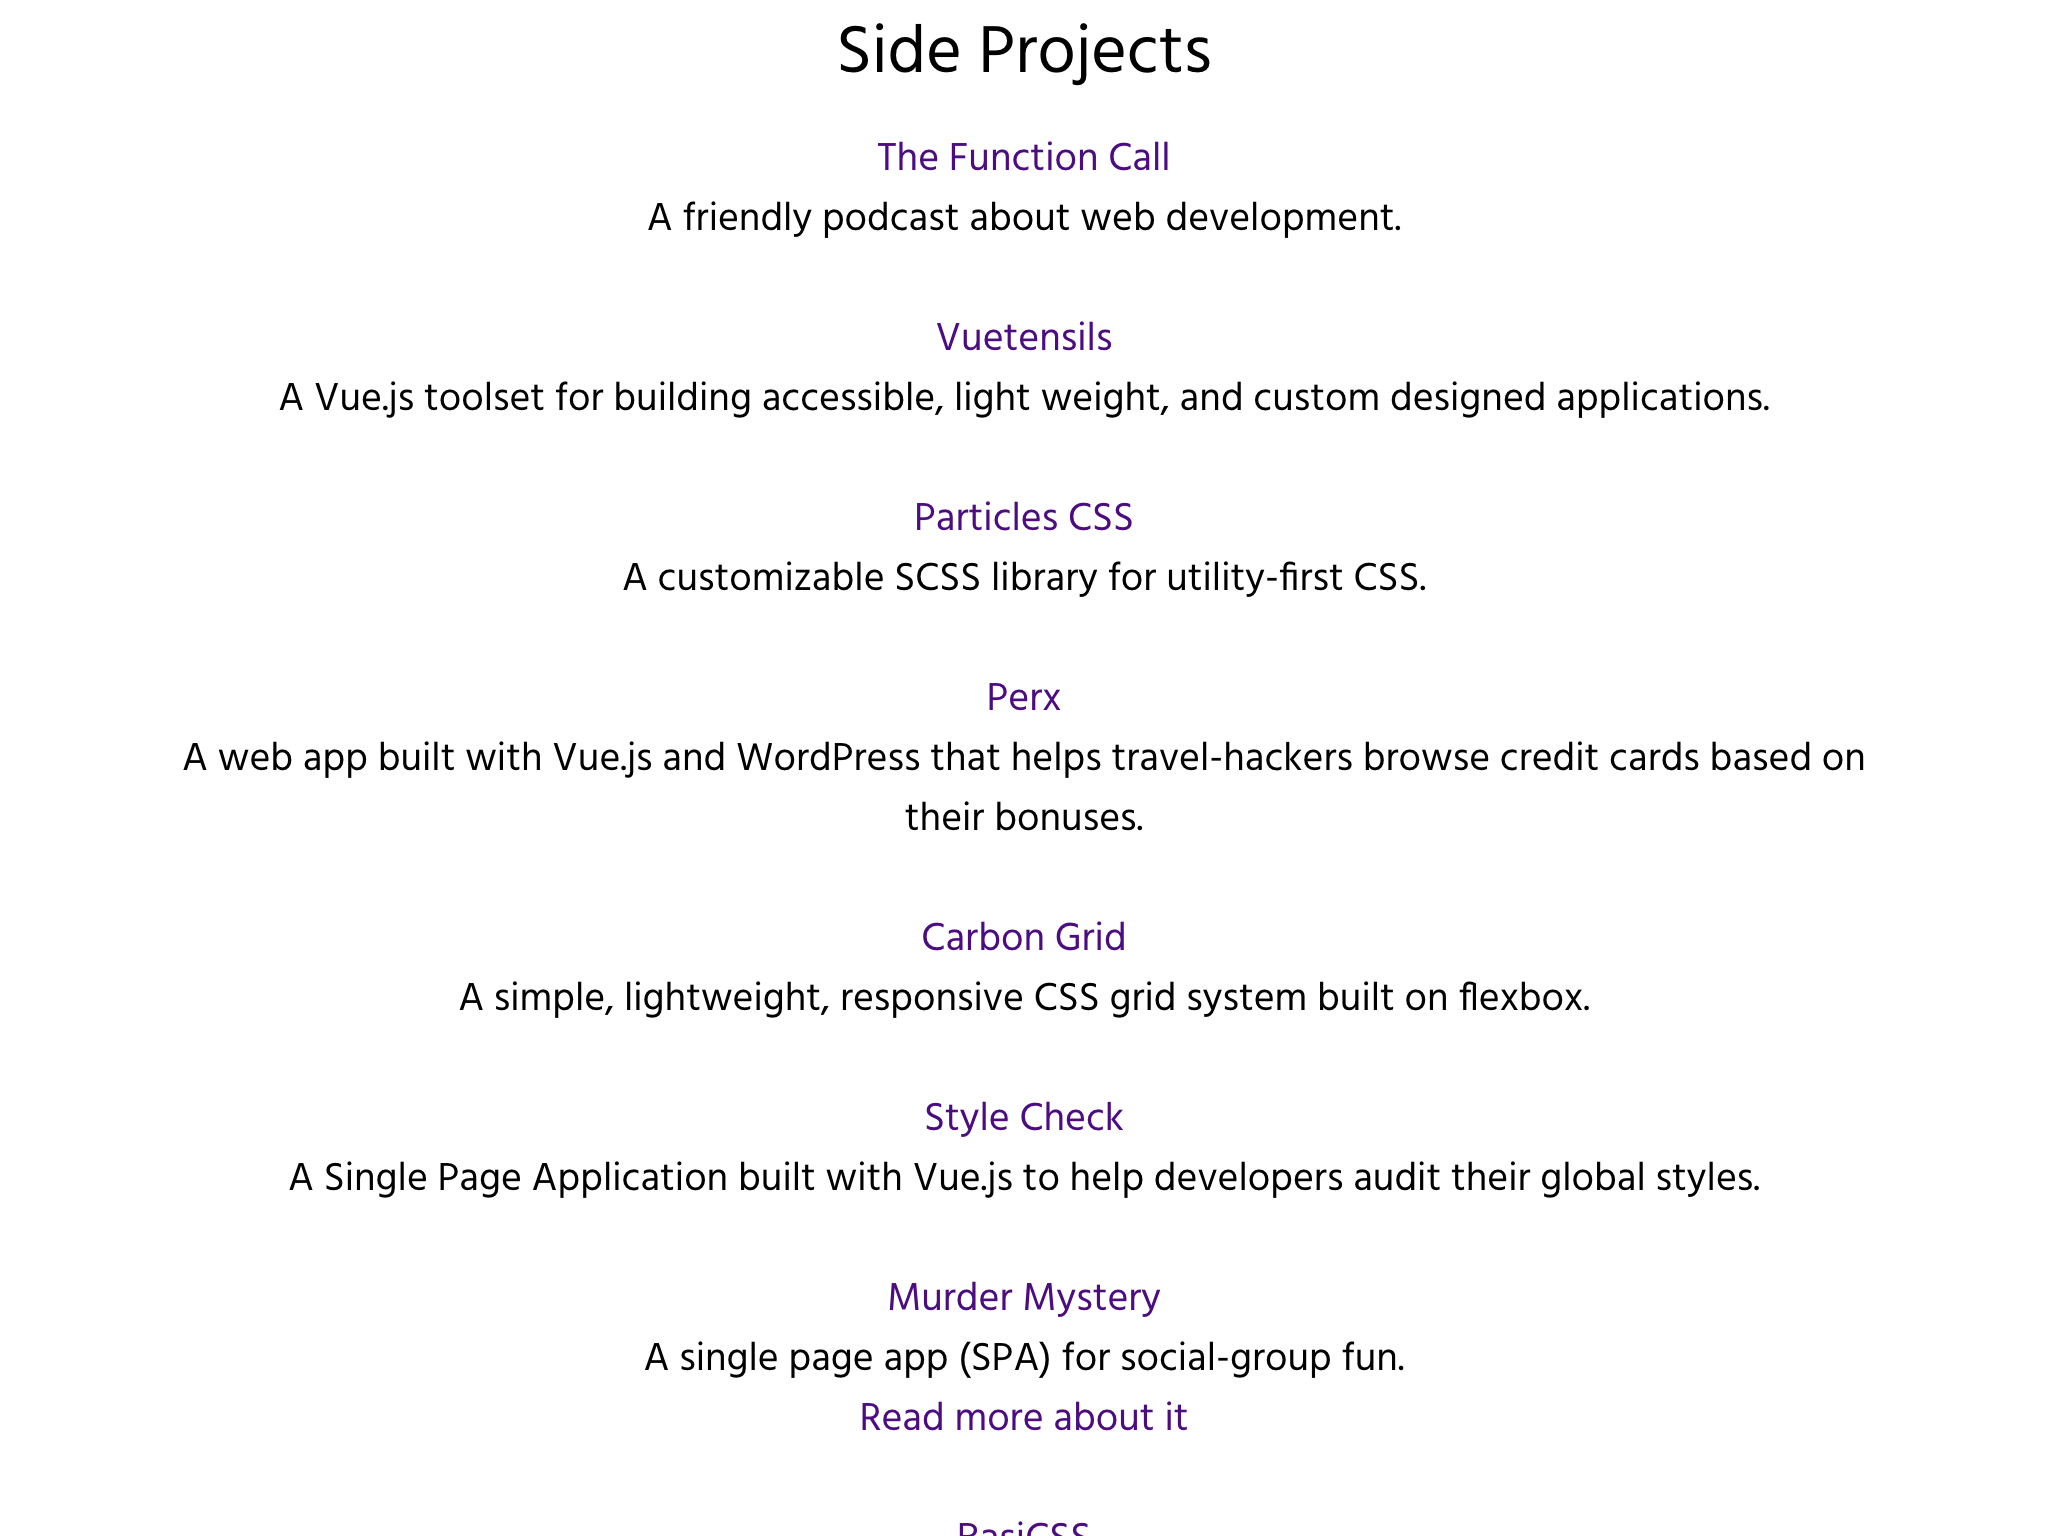 Side Projects
The Function Call
A friendly podcast about web development.
Vuetensils
A Vue.js toolset for building accessible, light weight, and custom designed applications.
Particles CSS
A customizable SCSS library for utility-first CSS.
Perx
A web app built with Vue.js and WordPress that helps travel-hackers browse credit cards based on
their bonuses.
Carbon Grid
A simple, lightweight, responsive CSS grid system built on flexbox.
Style Check
A Single Page Application built with Vue.js to help developers audit their global styles.
Murder Mystery
A single page app (SPA) for social-group fun.
Read more about it
BasiCSS